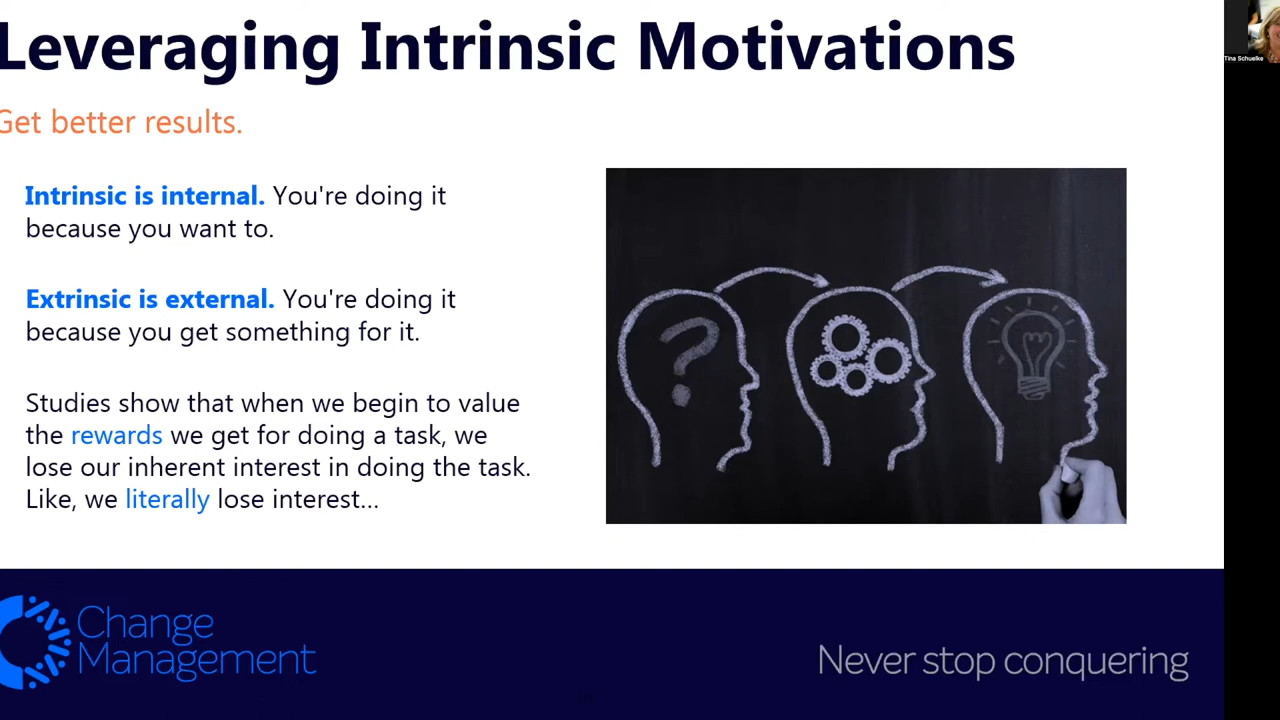 Leveraging Intrinsic Motivations
Tina Schuelke
Get better results.
Intrinsic is internal. You're doing it
because you want to.
Extrinsic is external. You're doing it
because you get something for it.
Studies show that when we begin to value
the rewards we get for doing a task, we
lose our inherent interest in doing the task.
Like, we literally lose interest...
?
Change
Management
Never stop conquering